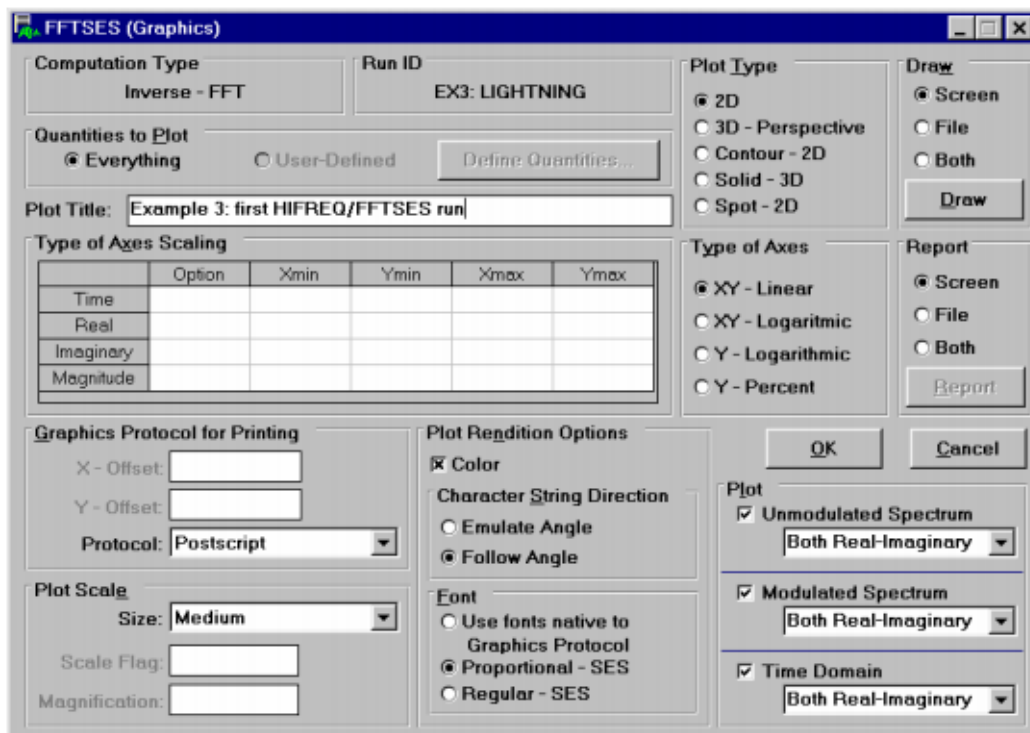 FFTSES (Graphics)
Computation Type
Inverse - FFT
Run ID
EX3: LIGHTNING
Quantities to Plot
Everything
User-Defined
Define Quantities...
Plot Title: Example 3: first HIFREQ/FFTSES run
Type of Axes Scaling
Option Xmin Ymin Xmax Ymax
Time
Real
Imaginary
Magnitude
Plot Type
2D
3D - Perspective
Contour - 2D
Solid - 3D
Spot - 2D
Draw
Screen
File
Both
Draw
Type of Axes
XY - Linear
XY - Logaritmic
Y - Logarithmic
Y - Percent
Report
Screen
File
Both
Report
Graphics Protocol for Printing
X - Offset:
Y - Offset:
Protocol: Postscript
Plot Scale
Size: Medium
Scale Flag:
Magnification:
Plot Rendition Options
Color
Character String Direction
Emulate Angle
Follow Angle
Font
Use fonts native to
Graphics Protocol
Proportional - SES
Regular - SES
OK
Cancel
Plot
Unmodulated Spectrum
Both Real-Imaginary
Modulated Spectrum
Both Real-Imaginary
Time Domain
Both Real-Imaginary